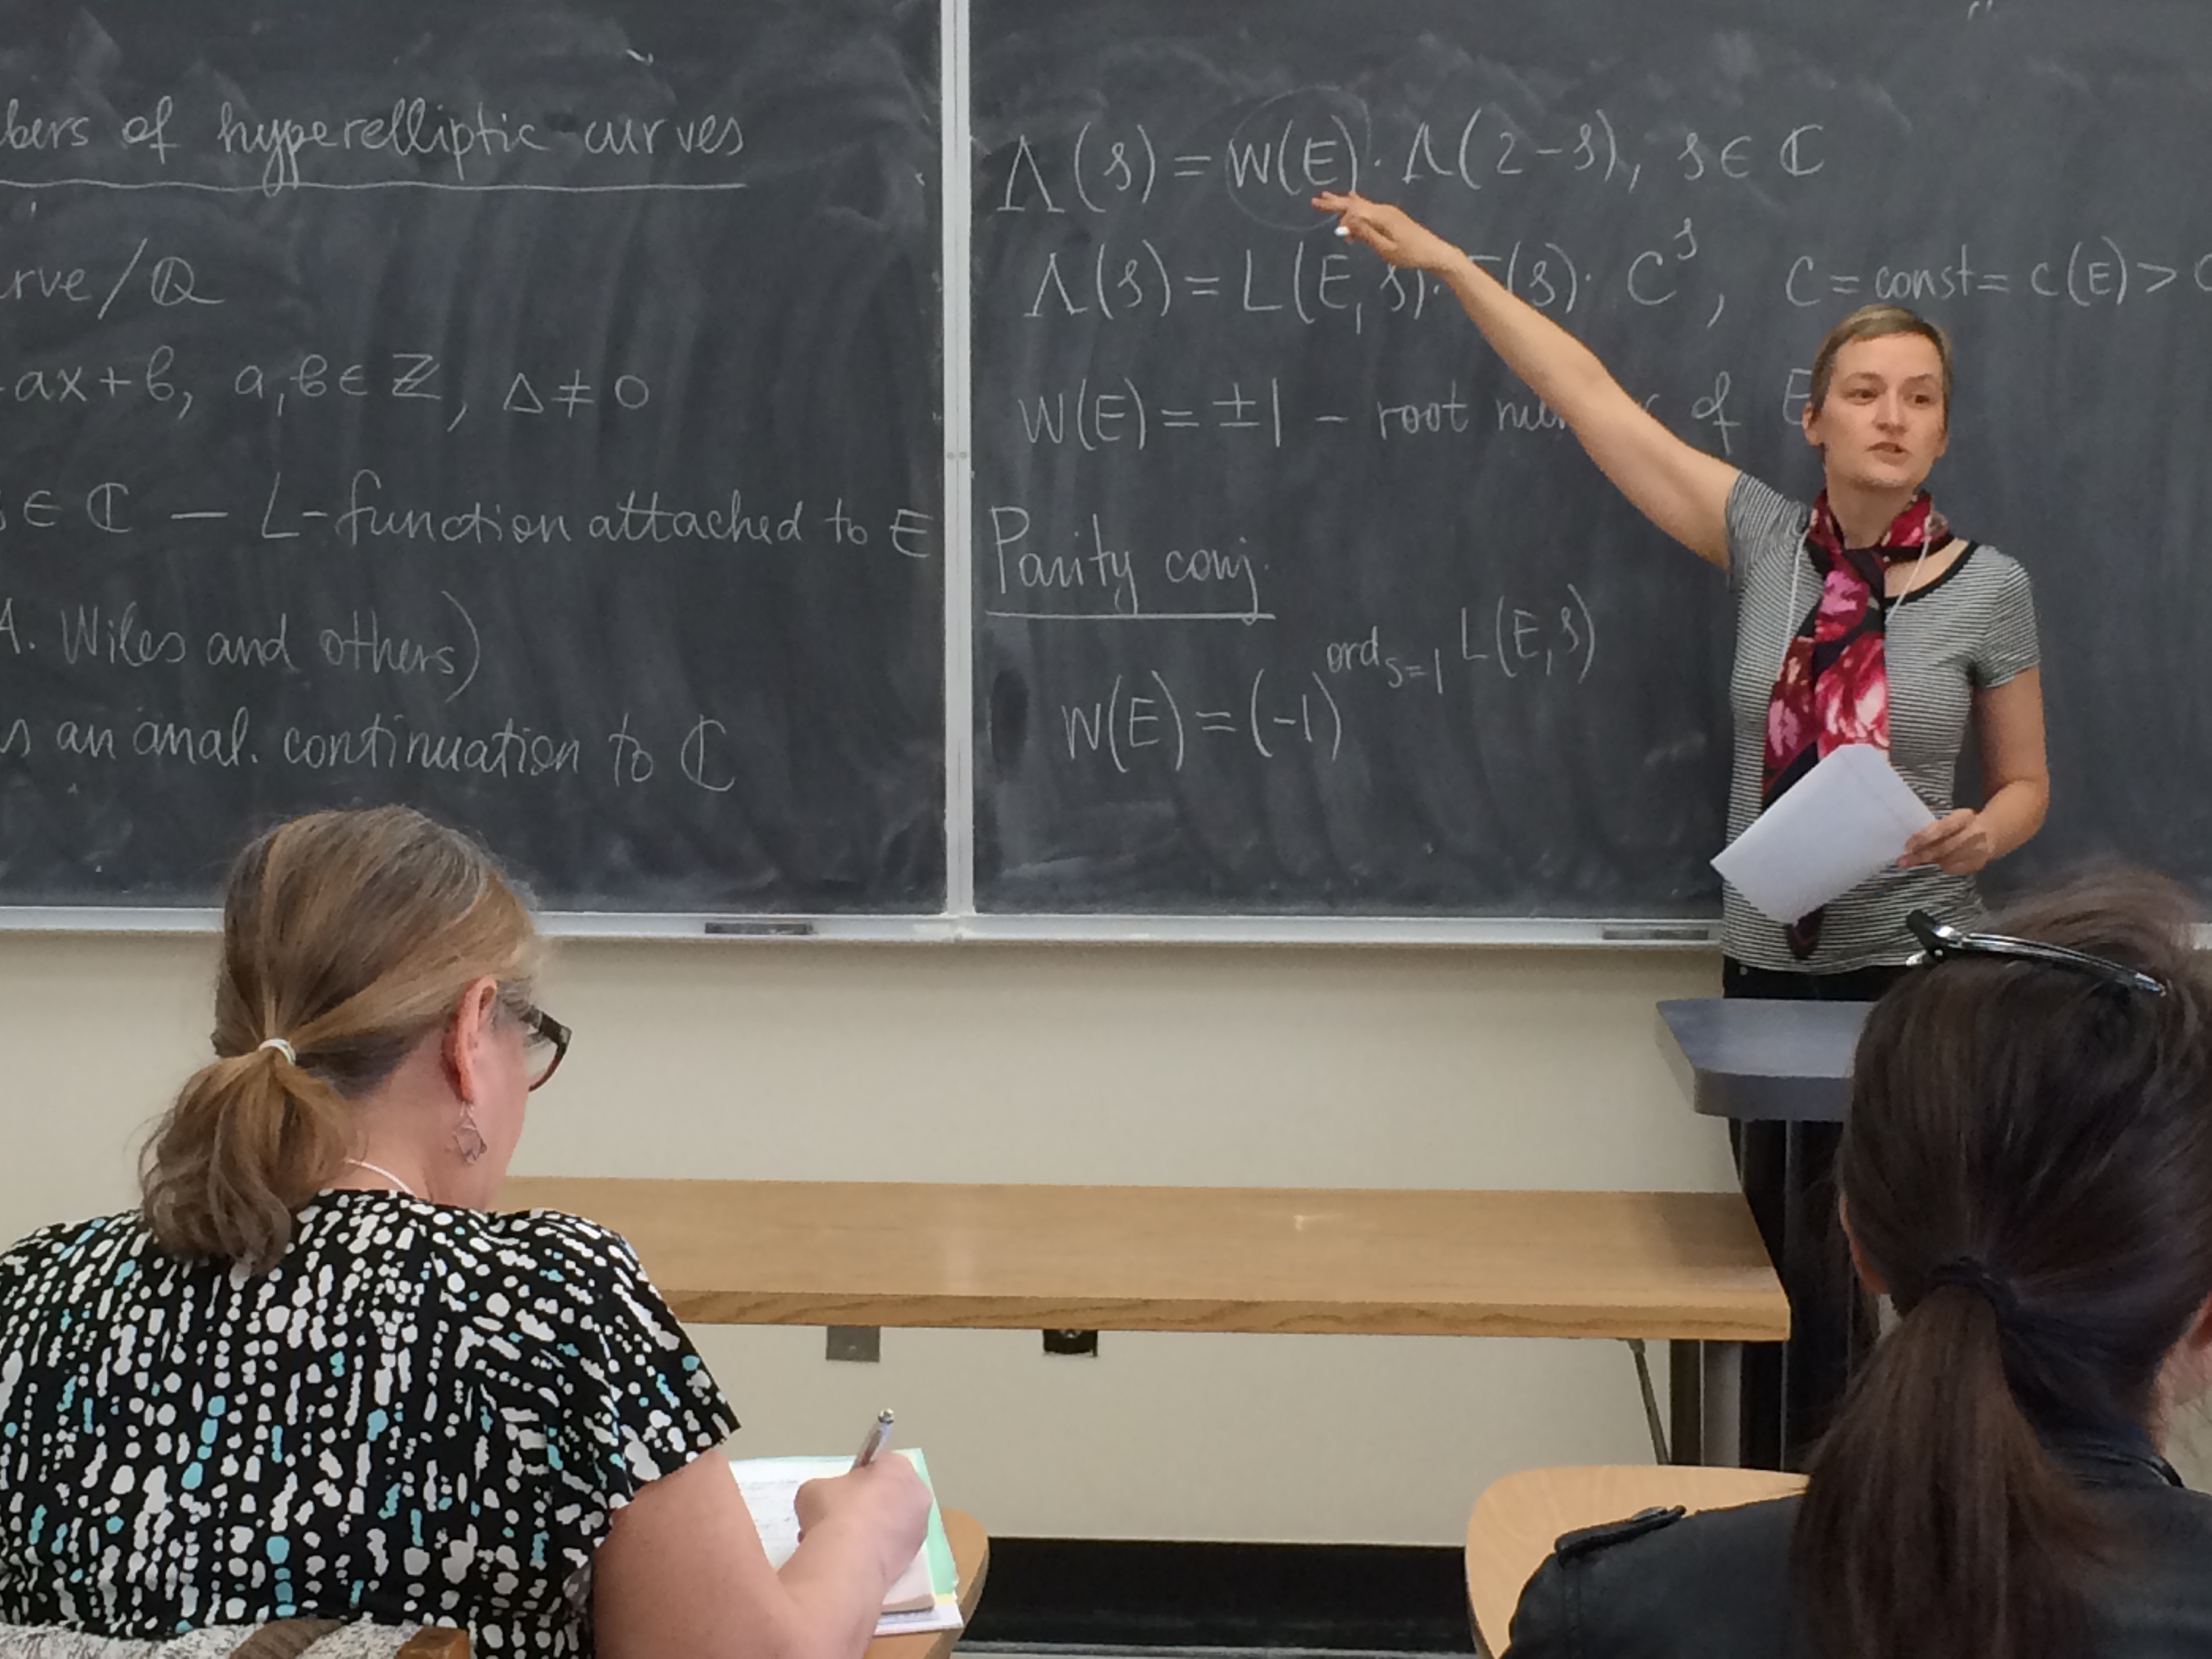 bers of hyperelliptic curves
rve/ℚ
ax+b, a,b∈ℤ, Δ≠0
s∈ℂ — L-function attached to E
A. Wiles and others)
s an anal. continuation to ℂ
Λ(s) = W(E)·Λ(2-s), s∈ℂ
Λ(s) = L(E,s)· (s)· C^s, C=const=c(E)>
W(E) = ±1 – root of E
Parity conj.
W(E) = (-1)^ord_{s=1} L(E,s)